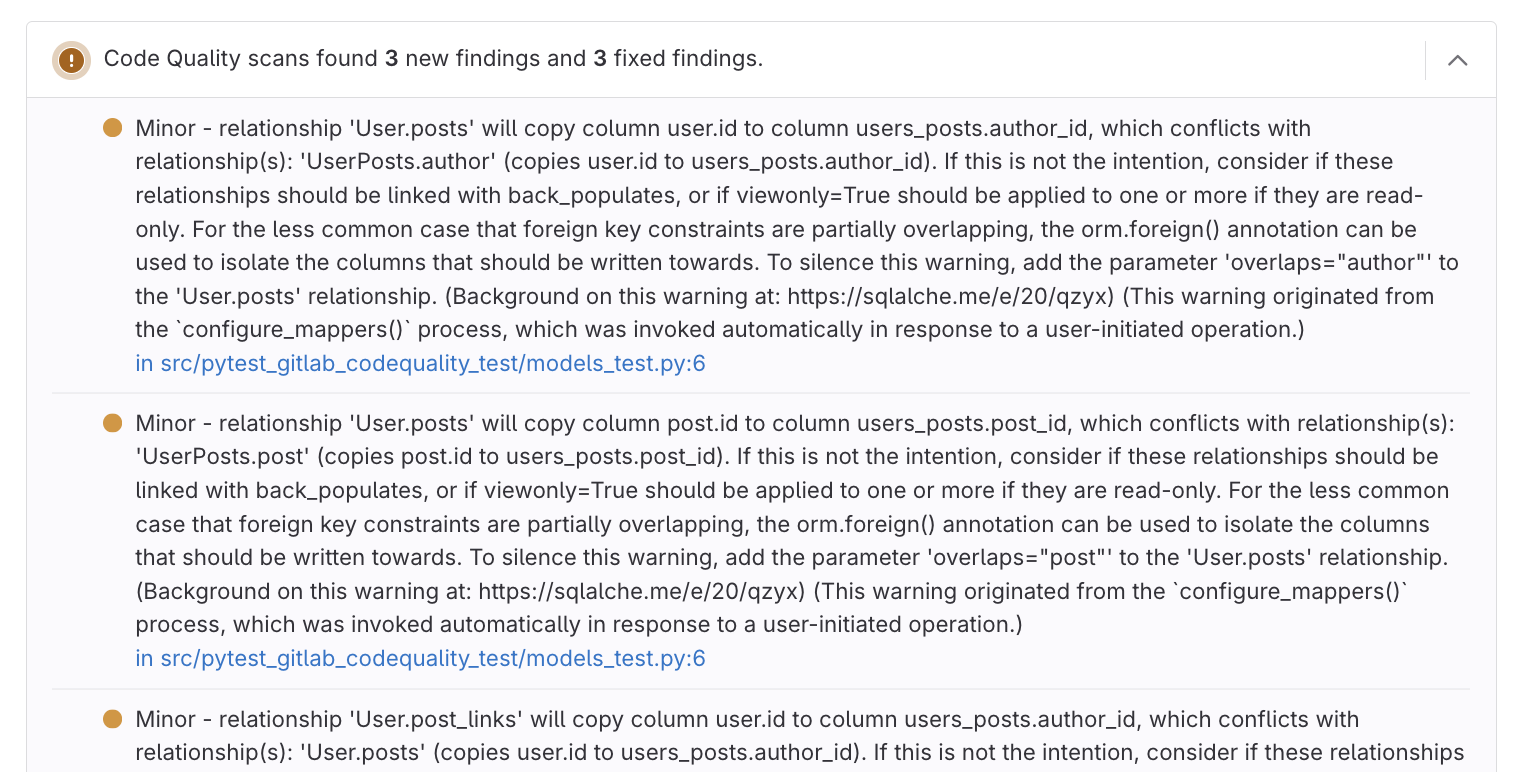 Code Quality scans found 3 new findings and 3 fixed findings.
Minor - relationship 'User.posts' will copy column user.id to column users_posts.author_id, which conflicts with
relationship(s): 'UserPosts.author' (copies user.id to users_posts.author_id). If this is not the intention, consider if these
relationships should be linked with back_populates, or if viewonly=True should be applied to one or more if they are read-
only. For the less common case that foreign key constraints are partially overlapping, the orm.foreign() annotation can be
used to isolate the columns that should be written towards. To silence this warning, add the parameter 'overlaps="author"' to
the 'User.posts' relationship. (Background on this warning at: https://sqlalche.me/e/20/qzyx) (This warning originated from
the `configure_mappers()` process, which was invoked automatically in response to a user-initiated operation.)
in src/pytest_gitlab_codequality_test/models_test.py:6
Minor - relationship 'User.posts' will copy column post.id to column users_posts.post_id, which conflicts with relationship(s):
'UserPosts.post' (copies post.id to users_posts.post_id). If this is not the intention, consider if these relationships should be
linked with back_populates, or if viewonly=True should be applied to one or more if they are read-only. For the less common
case that foreign key constraints are partially overlapping, the orm.foreign() annotation can be used to isolate the columns
that should be written towards. To silence this warning, add the parameter 'overlaps="post"' to the 'User.posts' relationship.
(Background on this warning at: https://sqlalche.me/e/20/qzyx) (This warning originated from the `configure_mappers()`
process, which was invoked automatically in response to a user-initiated operation.)
in src/pytest_gitlab_codequality_test/models_test.py:6
Minor - relationship 'User.post_links' will copy column user.id to column users_posts.author_id, which conflicts with
relationship(s): 'User.posts' (copies user.id to users_posts.author_id). If this is not the intention, consider if these relationships